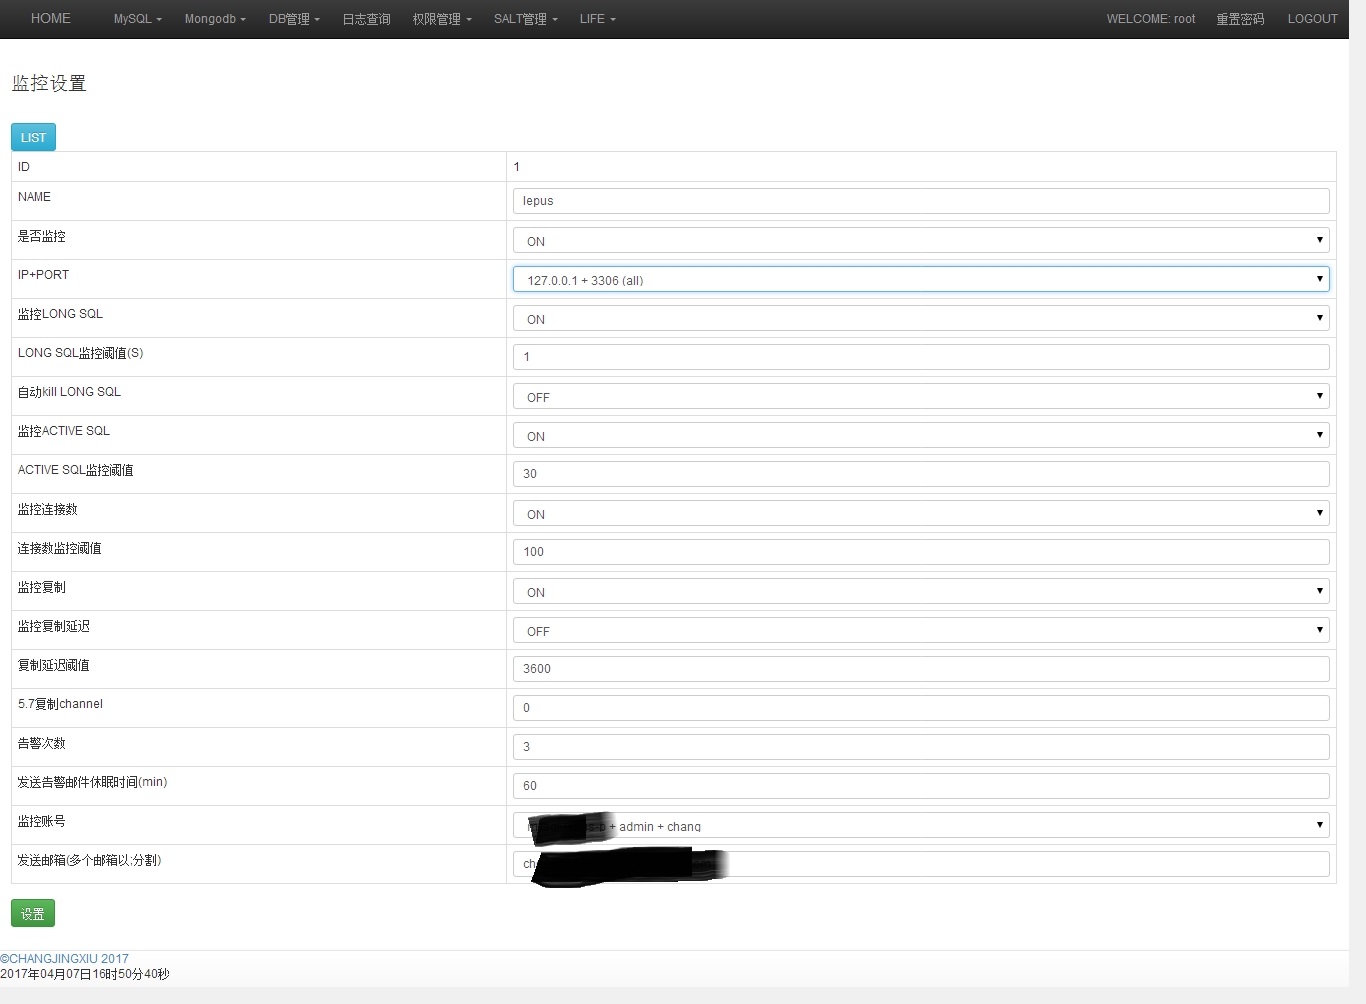 HOME MySQL Mongodb DB管理 日志查询 权限管理 SALT管理 LIFE WELCOME: root 重置密码 LOGOUT
监控设置
LIST
ID 1
NAME lepus
是否监控 ON
IP+PORT 127.0.0.1 + 3306 (all)
监控LONG SQL ON
LONG SQL监控阈值(S) 1
自动kill LONG SQL OFF
监控ACTIVE SQL ON
ACTIVE SQL监控阈值 30
监控连接数 ON
连接数监控阈值 100
监控复制 ON
监控复制延迟 OFF
复制延迟阈值 3600
5.7复制channel 0
告警次数 3
发送告警邮件休眠时间(min) 60
监控账号 + admin + chang
发送邮箱(多个邮箱以;分割)
设置
©CHANGJINGXIU 2017
2017年04月07日16时50分40秒